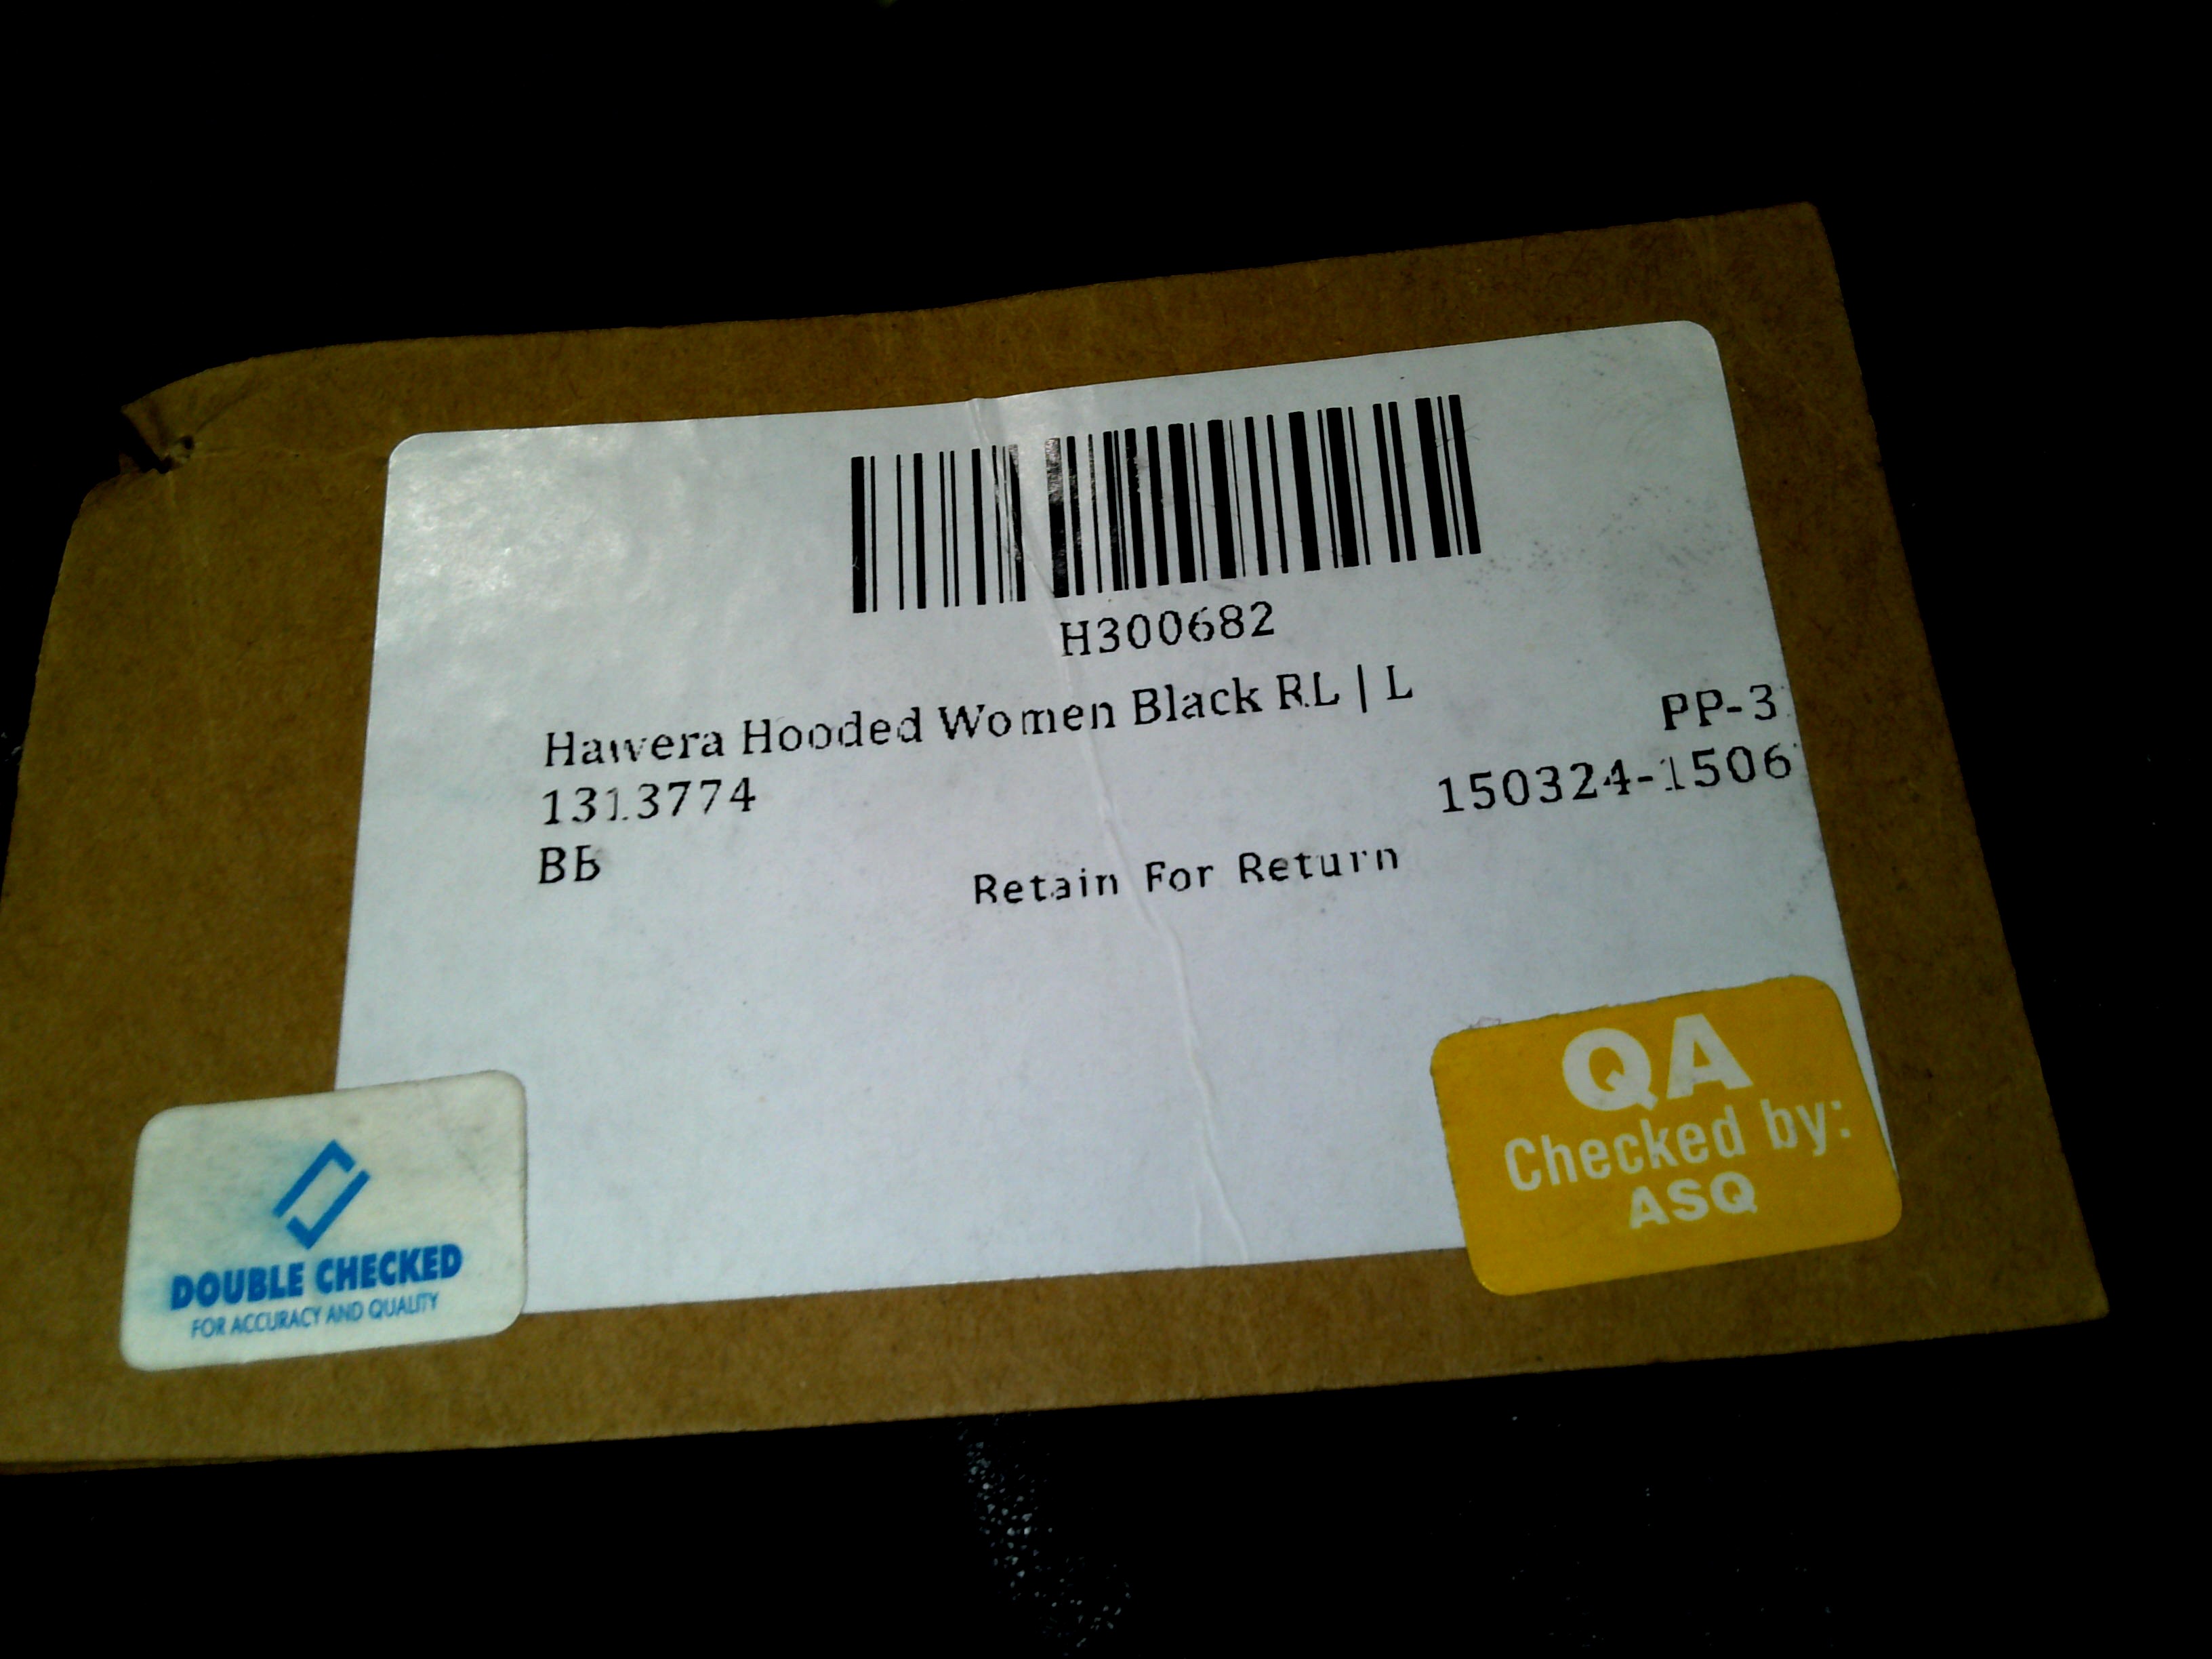 H300682
Hawera Hooded Women Black RL | L
PP-3
1313774
150324-1506
BB
Retain For Return
QA
Checked by:
ASQ
DOUBLE CHECKED
FOR ACCURACY AND QUALITY